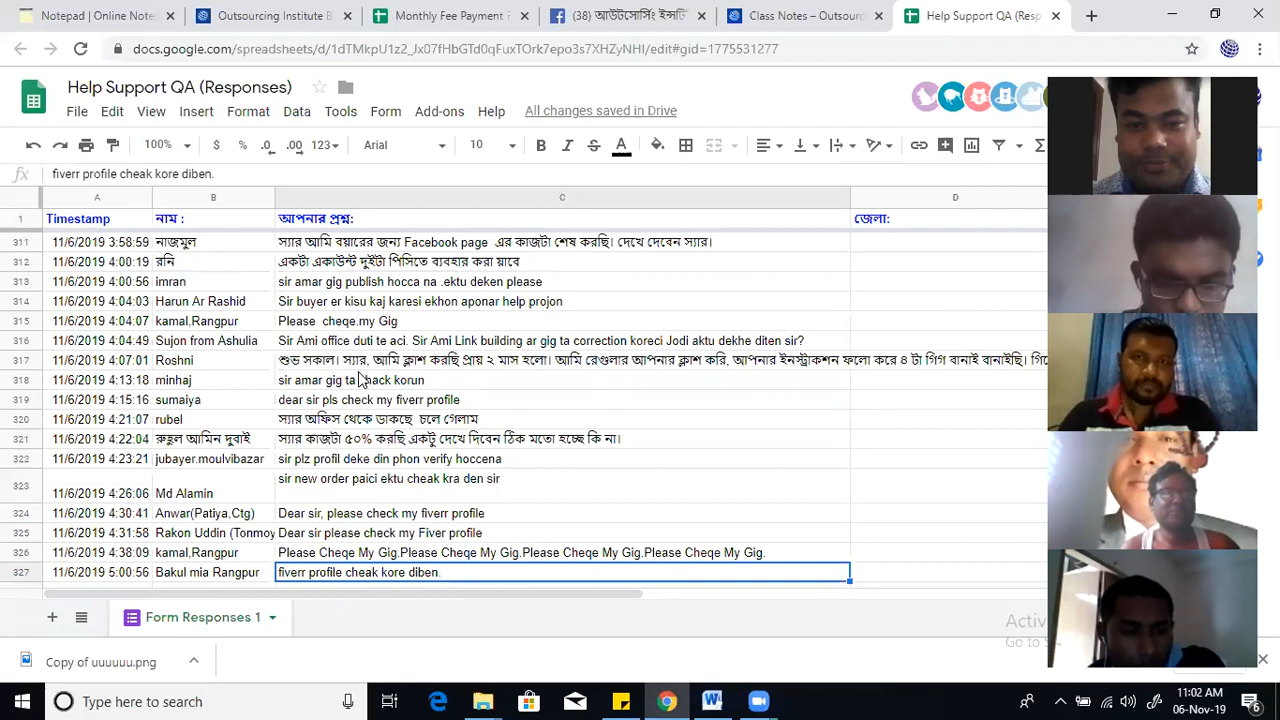 Outlook Notes
Outsourcing Institute B
Monthly Fee Payment F
(38) আউটসোর্সিং ইন্সটি
Class Notes – Outsourc
Help Support QA (Resp
docs.google.com/spreadsheets/d/1dTMkpU1z2_Jx07fHbGTd0qFuxTOrk7epo3s7XHZyNHI/edit#gid=1775531277
Help Support QA (Responses)
File Edit View Insert Format Data Tools Form Add-ons Help All changes saved in Drive
100% $ % .0 .00 123 Arial 10 B I S A
fx fiverr profile cheak kore diben.
A B C D
1 Timestamp নাম : আপনার প্রশ্ন: জেলা:
311 11/6/2019 3:58:59 নাজমুল স্যার আমি বয়ারের জন্য Facebook page এর কাজটা শেষ করছি। দেখে দেবেন স্যার।
312 11/6/2019 4:00:19 রনি একটা একাউন্ট দুইটা পিসিতে ব্যবহার করা য়াবে
313 11/6/2019 4:00:56 imran sir amar gig publish hocca na .ektu deken please
314 11/6/2019 4:04:03 Harun Ar Rashid Sir buyer er kisu kaj karesi ekhon aponar help projon
315 11/6/2019 4:04:07 kamal,Rangpur Please cheqe.my Gig
316 11/6/2019 4:04:49 Sujon from Ashulia Sir Ami office duti te aci. Sir Ami Link building ar gig ta correction koreci Jodi aktu dekhe diten sir?
317 11/6/2019 4:07:01 Roshni শুভ সকাল। স্যার, আমি ক্লাশ করছি প্রায় ২ মাস হলো। আমি রেগুলার আপনার ক্লাশ করি, আপনার ইনস্ট্রাকশন ফলো করে ৪ টা গিগ বানাই বানাইছি। গি
318 11/6/2019 4:13:18 minhaj sir amar gig ta chack korun
319 11/6/2019 4:15:16 sumaiya dear sir pls check my fiverr profile
320 11/6/2019 4:21:07 rubel স্যার অফিস থেকে ডাকছে চলে গেলাম
321 11/6/2019 4:22:04 রুহুল আমিন দুবাই স্যার কাজটা ৫০% করছি একটু দেখে দিবেন ঠিক মতো হচ্ছে কি না।
322 11/6/2019 4:23:21 jubayer.moulvibazar sir plz profil deke din phon verify hoccena
323 11/6/2019 4:26:06 Md Alamin sir new order paici ektu cheak kra den sir
324 11/6/2019 4:30:41 Anwar(Patiya,Ctg) Dear sir, please check my fiverr profile
325 11/6/2019 4:31:58 Rakon Uddin (Tonmoy Dear sir please check my Fiver profile
326 11/6/2019 4:38:09 kamal,Rangpur Please Cheqe My Gig.Please Cheqe My Gig.Please Cheqe My Gig.Please Cheqe My Gig.
327 11/6/2019 5:00:56 Bakul mia Rangpur fiverr profile cheak kore diben.
Form Responses 1
Activ
Go to S
Copy of uuuuuu.png
Type here to search
11:02 AM
06-Nov-19
6